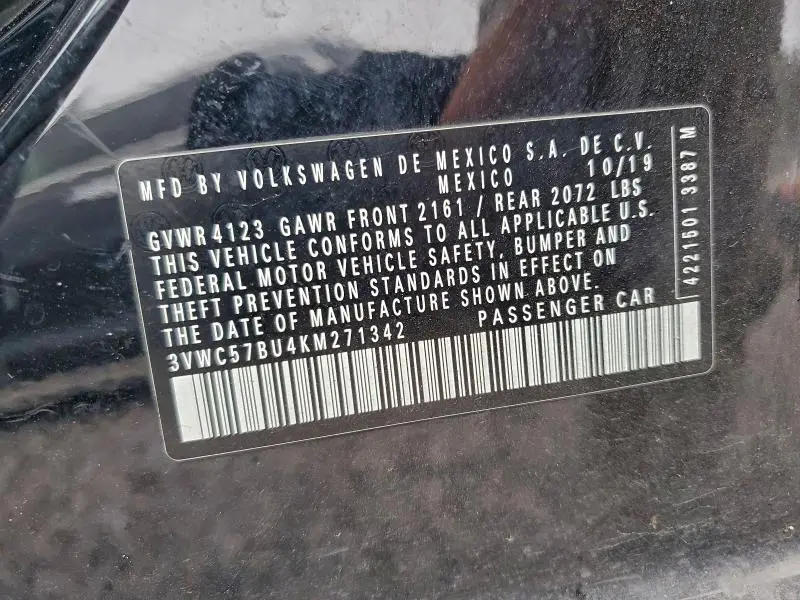 MFD BY VOLKSWAGEN DE MEXICO S.A. DE C.V.
MEXICO 10/19
GVWR 4123 GAWR FRONT 2161 / REAR 2072 LBS
THIS VEHICLE CONFORMS TO ALL APPLICABLE U.S.
FEDERAL MOTOR VEHICLE SAFETY, BUMPER AND
THEFT PREVENTION STANDARDS IN EFFECT ON
THE DATE OF MANUFACTURE SHOWN ABOVE.
3VWC57BU4KM271342 PASSENGER CAR
4221601 3387 M